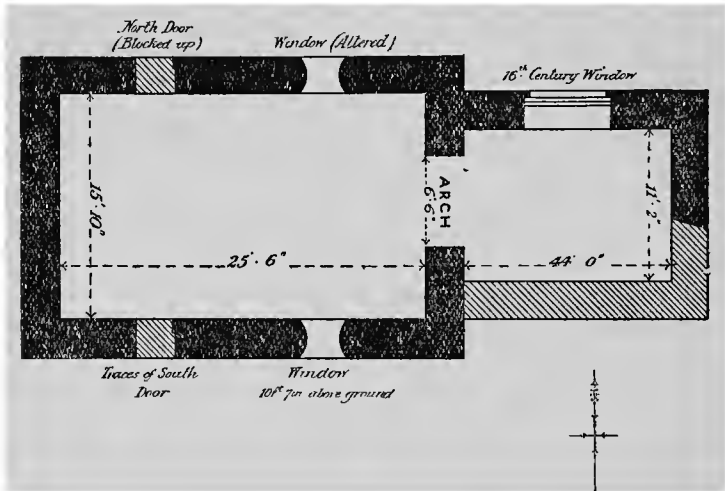 North Door
(Blocked up)
Window (Altered)
16th Century Window
15'. 10"
ARCH
6' 6"
11'. 2"
25'. 6"
44'. 0"
Traces of South
Door
Window
10ft 7in above ground